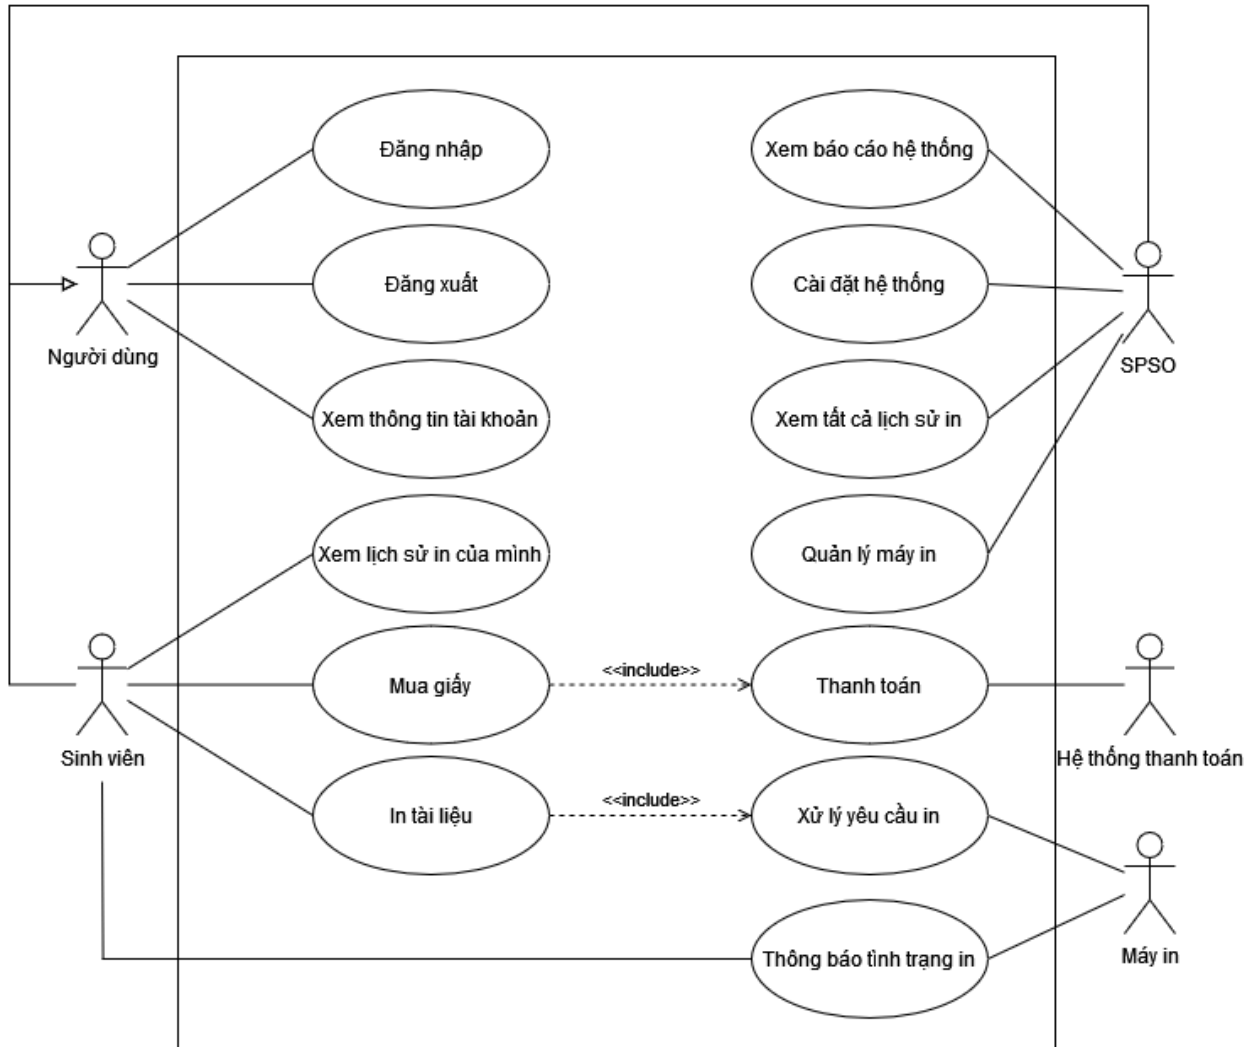 Đăng nhập
Xem báo cáo hệ thống
Đăng xuất
Cài đặt hệ thống
Người dùng
SPSO
Xem thông tin tài khoản
Xem tất cả lịch sử in
Xem lịch sử in của mình
Quản lý máy in
Mua giấy
<<include>>
Thanh toán
Sinh viên
Hệ thống thanh toán
In tài liệu
<<include>>
Xử lý yêu cầu in
Thông báo tình trạng in
Máy in